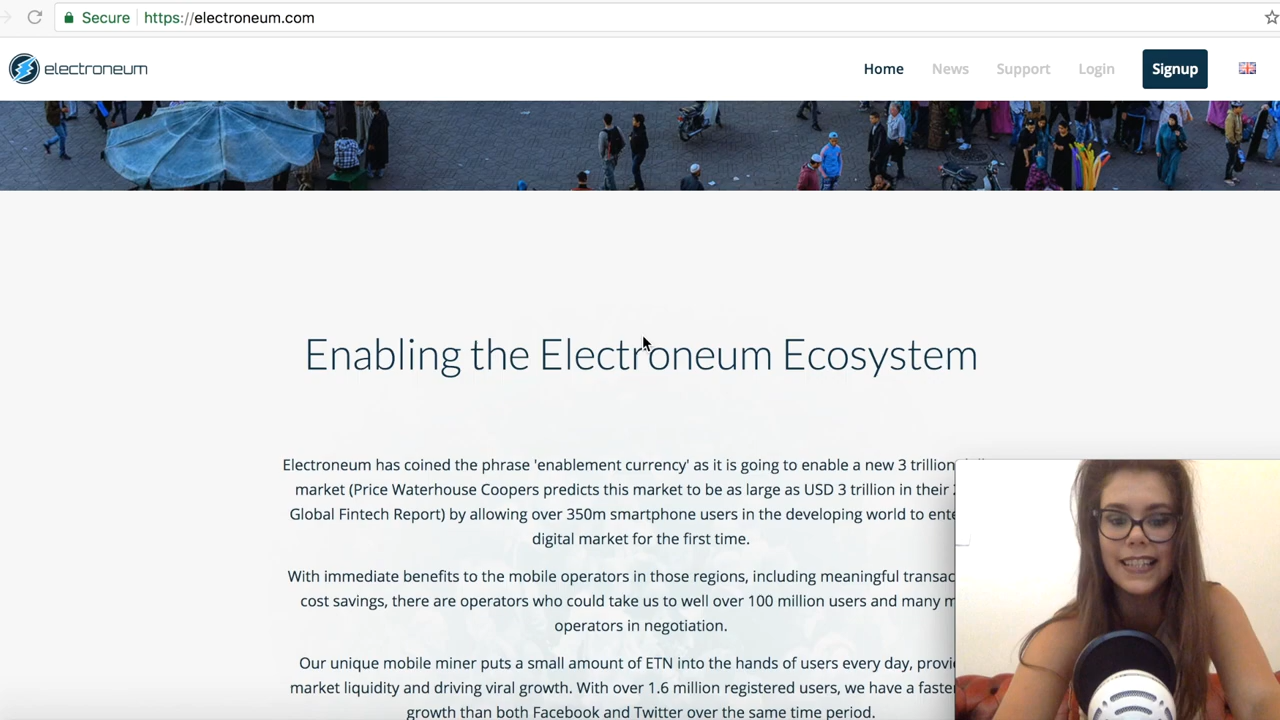 Secure https://electroneum.com
electroneum
Home News Support Login Signup
Enabling the Electroneum Ecosystem
Electroneum has coined the phrase 'enablement currency' as it is going to enable a new 3 trillion
market (Price Waterhouse Coopers predicts this market to be as large as USD 3 trillion in their
Global Fintech Report) by allowing over 350m smartphone users in the developing world to
digital market for the first time.
With immediate benefits to the mobile operators in those regions, including meaningful
cost savings, there are operators who could take us to well over 100 million users and many
operators in negotiation.
Our unique mobile miner puts a small amount of ETN into the hands of users every day,
market liquidity and driving viral growth. With over 1.6 million registered users, we have a
growth than both Facebook and Twitter over the same time period.